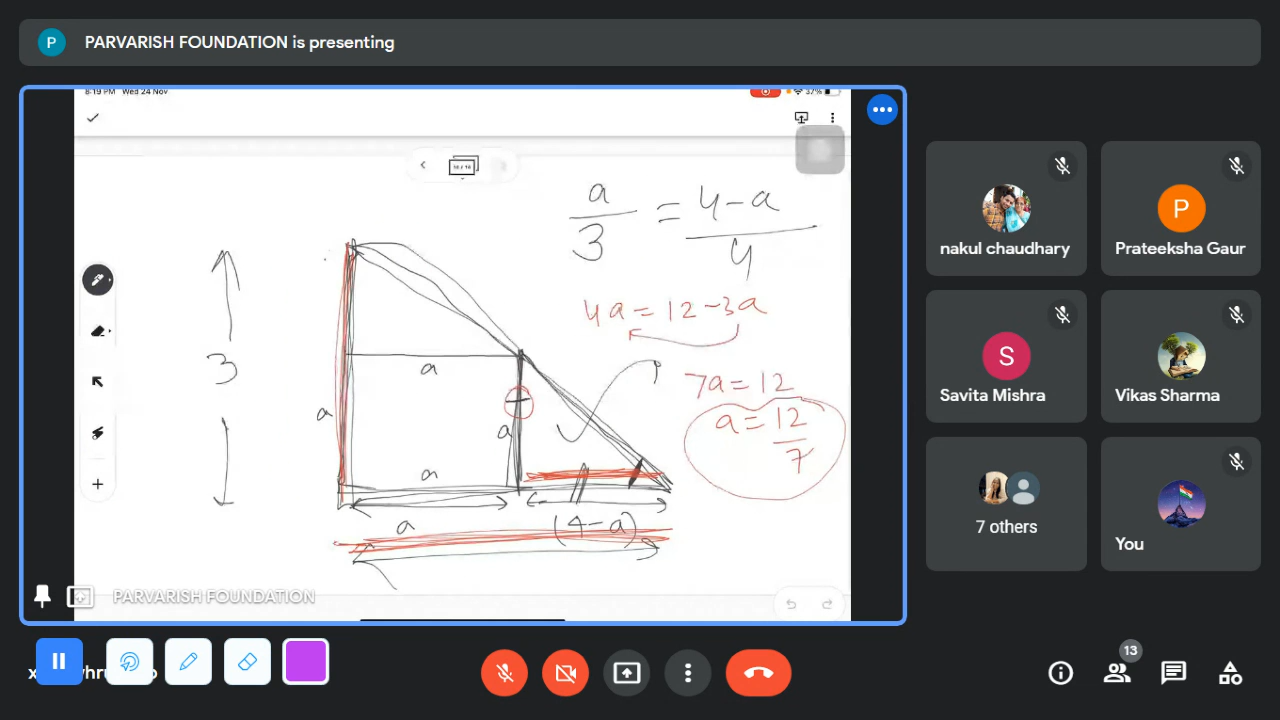 P PARVARISH FOUNDATION is presenting
8:19 PM Wed 24 Nov
37%
a/3 = 4-a/4
4a = 12-3a
7a = 12
a = 12/7
3
a
a
a
a
a
(4-a)
PARVARISH FOUNDATION
nakul chaudhary
P
Prateeksha Gaur
S
Savita Mishra
Vikas Sharma
7 others
You
13